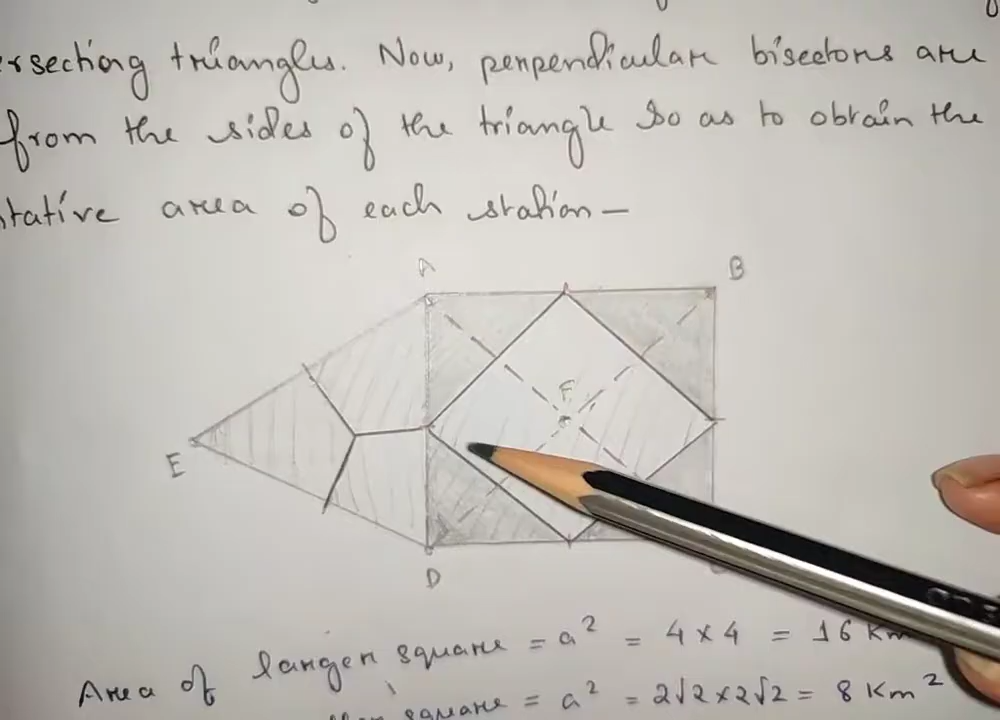 rsecting triangles. Now, perpendicular bisectors are
from the sides of the triangle so as to obtain the
tative area of each station—
A
B
F
E
D
Area of larger square = a² = 4 × 4 = 16 Km
square = a² = 2√2 × 2√2 = 8 Km²